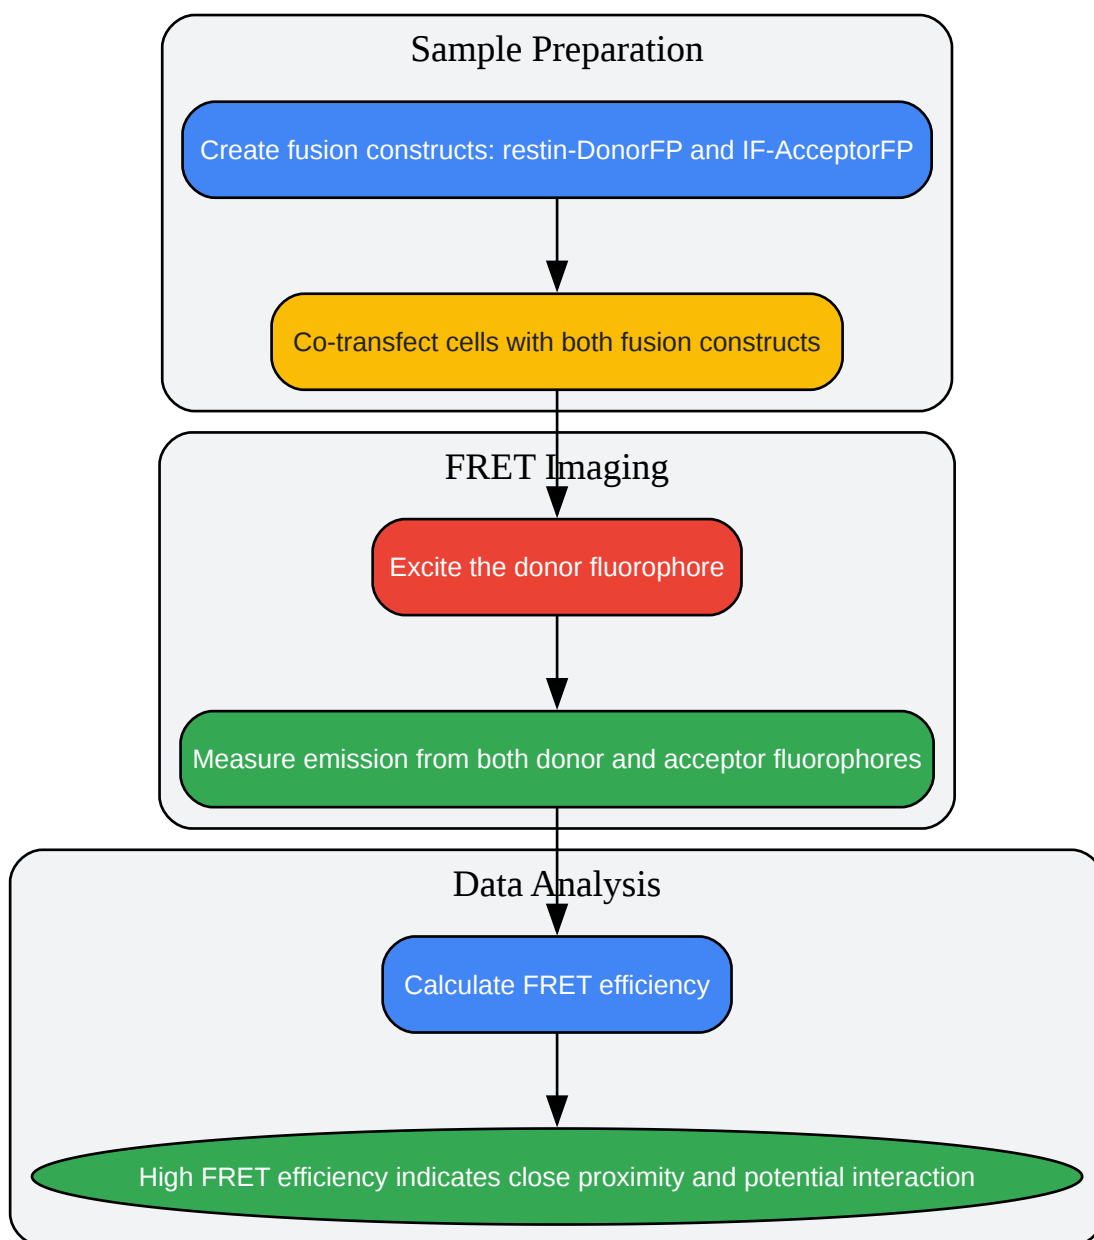 Sample Preparation
Create fusion constructs: restin-DonorFP and IF-AcceptorFP
Co-transfect cells with both fusion constructs
FRET Imaging
Excite the donor fluorophore
Measure emission from both donor and acceptor fluorophores
Data Analysis
Calculate FRET efficiency
High FRET efficiency indicates close proximity and potential interaction